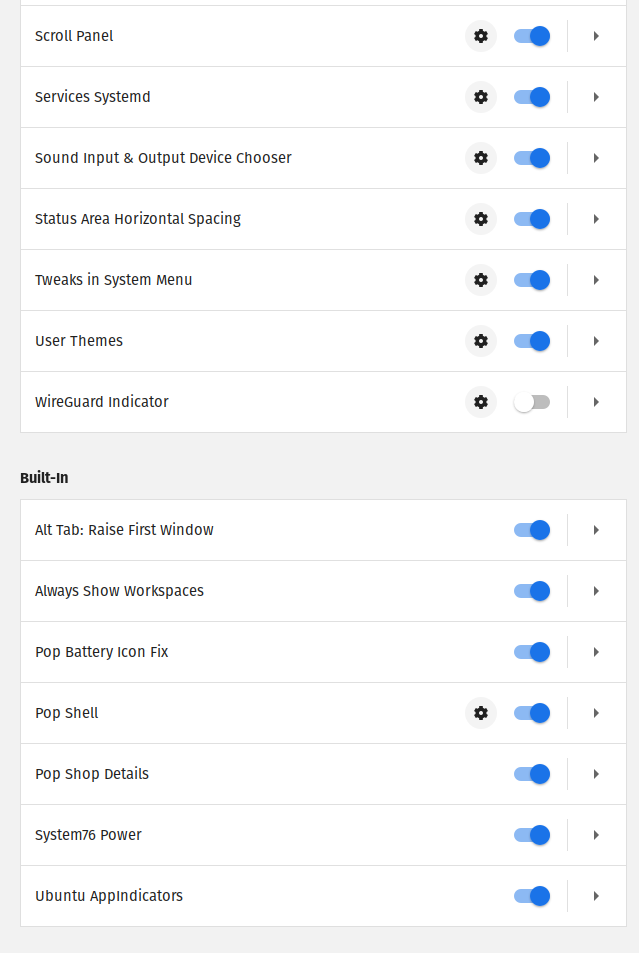 Scroll Panel
Services Systemd
Sound Input & Output Device Chooser
Status Area Horizontal Spacing
Tweaks in System Menu
User Themes
WireGuard Indicator
Built-In
Alt Tab: Raise First Window
Always Show Workspaces
Pop Battery Icon Fix
Pop Shell
Pop Shop Details
System76 Power
Ubuntu AppIndicators